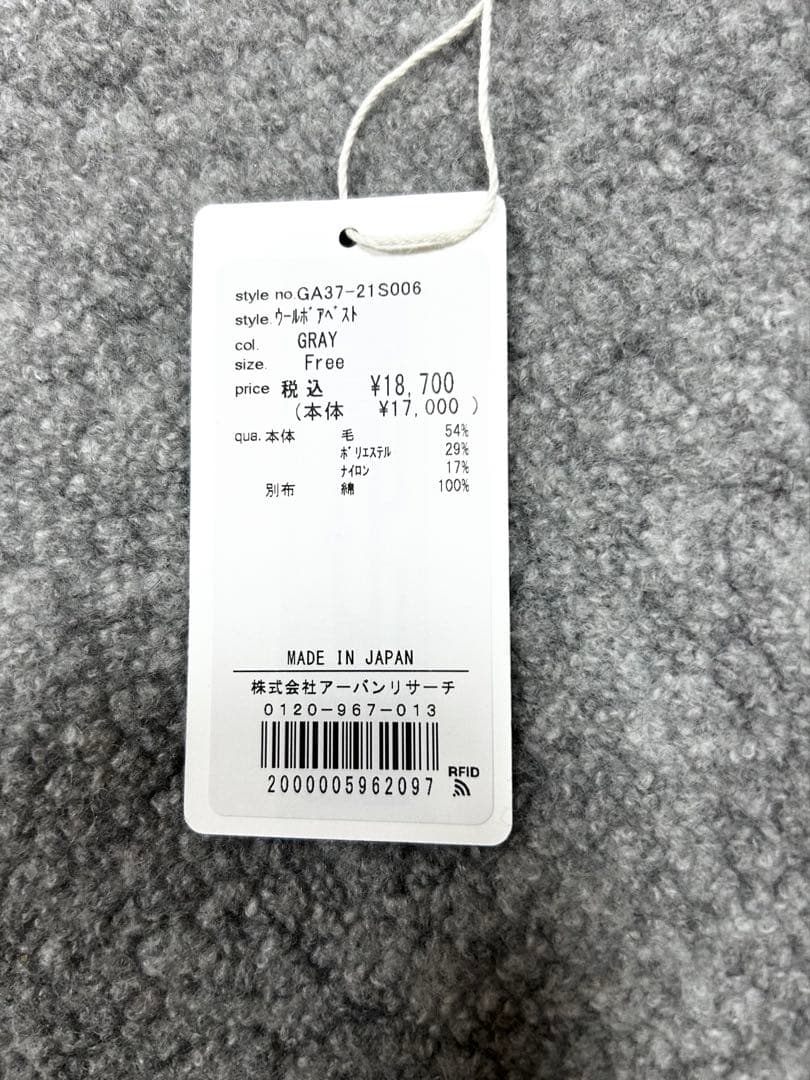 style no.GA37-21S006
style.ｳｰﾙﾎﾞｱﾍﾞｽﾄ
col. GRAY
size. Free
price 税込 ¥18,700
(本体 ¥17,000 )
qua. 本体 毛 54%
ﾎﾟﾘｴｽﾃﾙ 29%
ﾅｲﾛﾝ 17%
別布 綿 100%
MADE IN JAPAN
株式会社アーバンリサーチ
0120-967-013
2000005962097
RFID